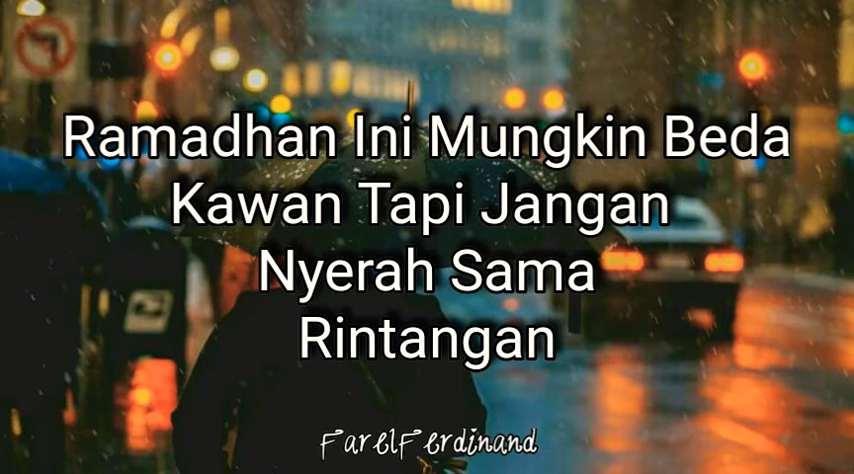 Ramadhan Ini Mungkin Beda
Kawan Tapi Jangan
Nyerah Sama
Rintangan
FarelFerdinand